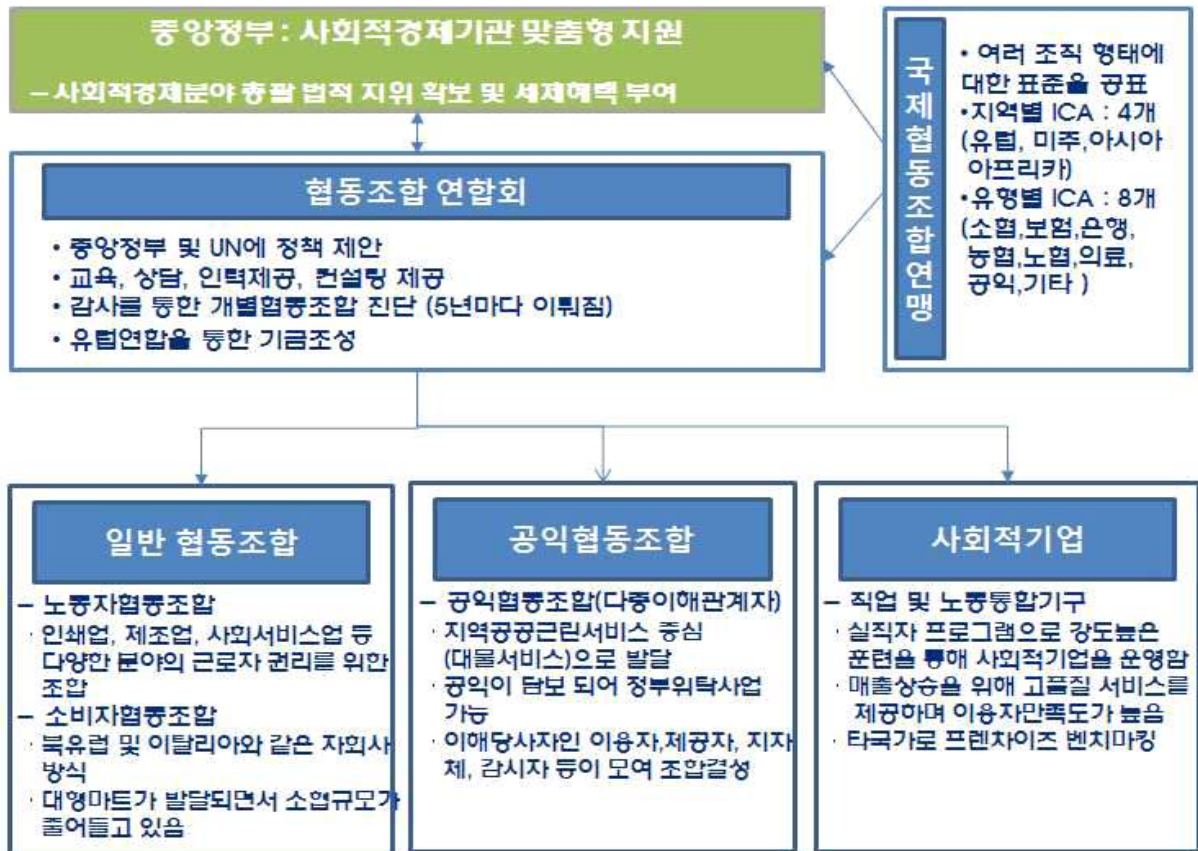 중앙정부 : 사회적경제기관 맞춤형 지원
– 사회적경제분야 총괄 법적 지위 확보 및 세제혜택 부여
협동조합 연합회
• 중앙정부 및 UN에 정책 제안
• 교육, 상담, 인력제공, 컨설팅 제공
• 감사를 통한 개별협동조합 진단 (5년마다 이뤄짐)
• 유럽연합을 통한 기금조성
국제협동조합연맹
• 여러 조직 형태에
대한 표준을 공표
•지역별 ICA : 4개
(유럽, 미주,아시아
아프리카)
•유형별 ICA : 8개
(소협,보험,은행,
농협,노협,의료,
공익,기타 )
일반 협동조합
– 노동자협동조합
· 인쇄업, 제조업, 사회서비스업 등
다양한 분야의 근로자 권리를 위한
조합
– 소비자협동조합
· 북유럽 및 이탈리아와 같은 자회사
방식
· 대형마트가 발달되면서 소협규모가
줄어들고 있음
공익협동조합
– 공익협동조합(다중이해관계자)
· 지역공공근린서비스 중심
(대물서비스)으로 발달
· 공익이 담보 되어 정부위탁사업
가능
· 이해당사자인 이용자,제공자, 지자
체, 감시자 등이 모여 조합결성
사회적기업
– 직업 및 노동통합기구
· 실직자 프로그램으로 강도높은
훈련을 통해 사회적기업을 운영함
· 매출상승을 위해 고품질 서비스를
제공하며 이용자만족도가 높음
· 타국가로 프렌차이즈 벤치마킹